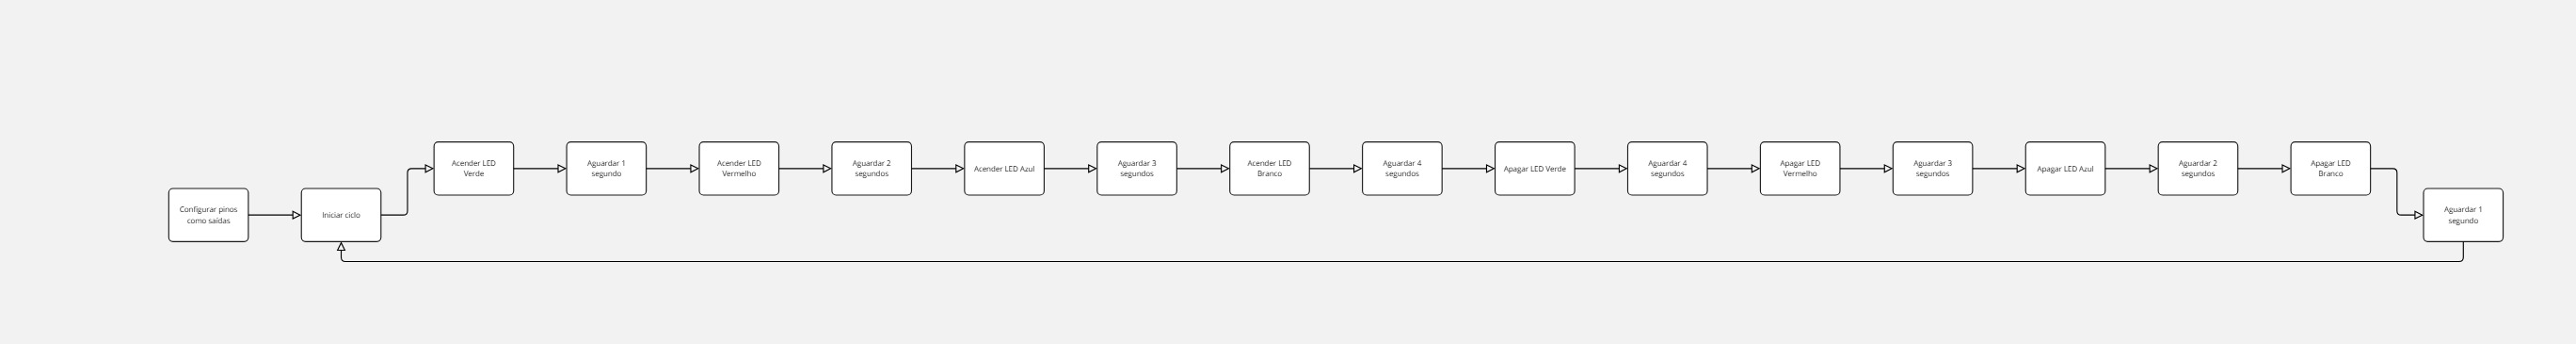 Configurar pinos
como saídas
Iniciar ciclo
Acender LED
Verde
Aguardar 1
segundo
Acender LED
Vermelho
Aguardar 2
segundos
Acender LED Azul
Aguardar 3
segundos
Acender LED
Branco
Aguardar 4
segundos
Apagar LED Verde
Aguardar 4
segundos
Apagar LED
Vermelho
Aguardar 3
segundos
Apagar LED Azul
Aguardar 2
segundos
Apagar LED
Branco
Aguardar 1
segundo